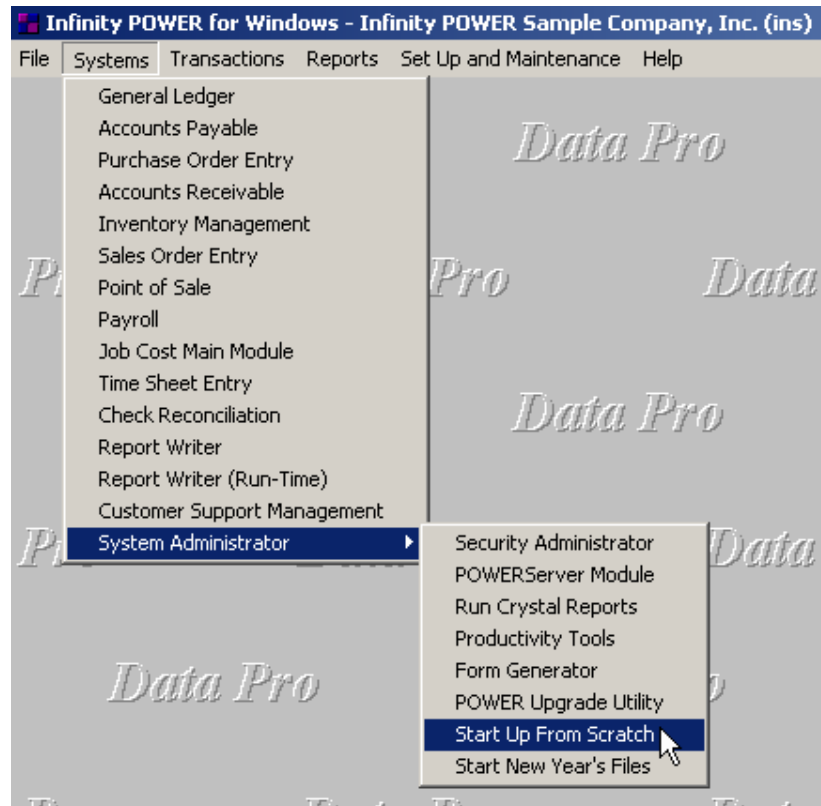 Infinity POWER for Windows - Infinity POWER Sample Company, Inc. (ins)
File Systems Transactions Reports Set Up and Maintenance Help
General Ledger
Accounts Payable
Purchase Order Entry
Accounts Receivable
Inventory Management
Sales Order Entry
Point of Sale
Payroll
Job Cost Main Module
Time Sheet Entry
Check Reconciliation
Report Writer
Report Writer (Run-Time)
Customer Support Management
System Administrator
Security Administrator
POWERServer Module
Run Crystal Reports
Productivity Tools
Form Generator
POWER Upgrade Utility
Start Up From Scratch
Start New Year's Files
Data Pro
Pro Data
Data Pro
Data
Data Pro